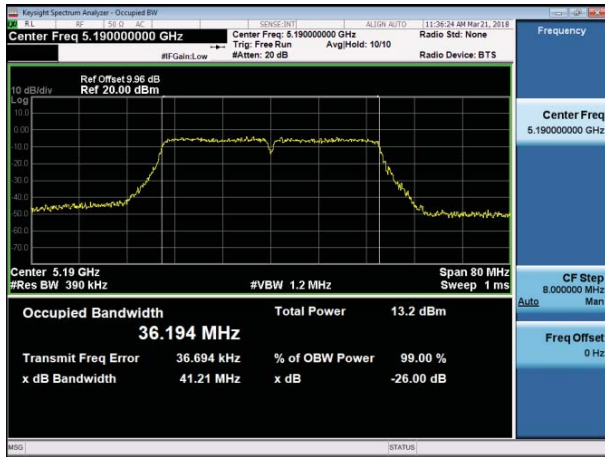 Keysight Spectrum Analyzer - Occupied BW
RL RF 50 Ω AC SENSE:INT ALIGN AUTO 11:36:24 AM Mar 21, 2018
Center Freq 5.190000000 GHz
Center Freq: 5.190000000 GHz
Radio Std: None
Trig: Free Run Avg|Hold: 10/10
#IFGain:Low #Atten: 20 dB Radio Device: BTS
Frequency
Ref Offset 9.96 dB
10 dB/div Ref 20.00 dBm
Log
10.0
0.00
-10.0
-20.0
-30.0
-40.0
-50.0
-60.0
-70.0
Center 5.19 GHz Span 80 MHz
#Res BW 390 kHz #VBW 1.2 MHz Sweep 1 ms
Occupied Bandwidth Total Power 13.2 dBm
36.194 MHz
Transmit Freq Error 36.694 kHz % of OBW Power 99.00 %
x dB Bandwidth 41.21 MHz x dB -26.00 dB
Center Freq
5.190000000 GHz
CF Step
8.000000 MHz
Auto Man
Freq Offset
0 Hz
MSG STATUS